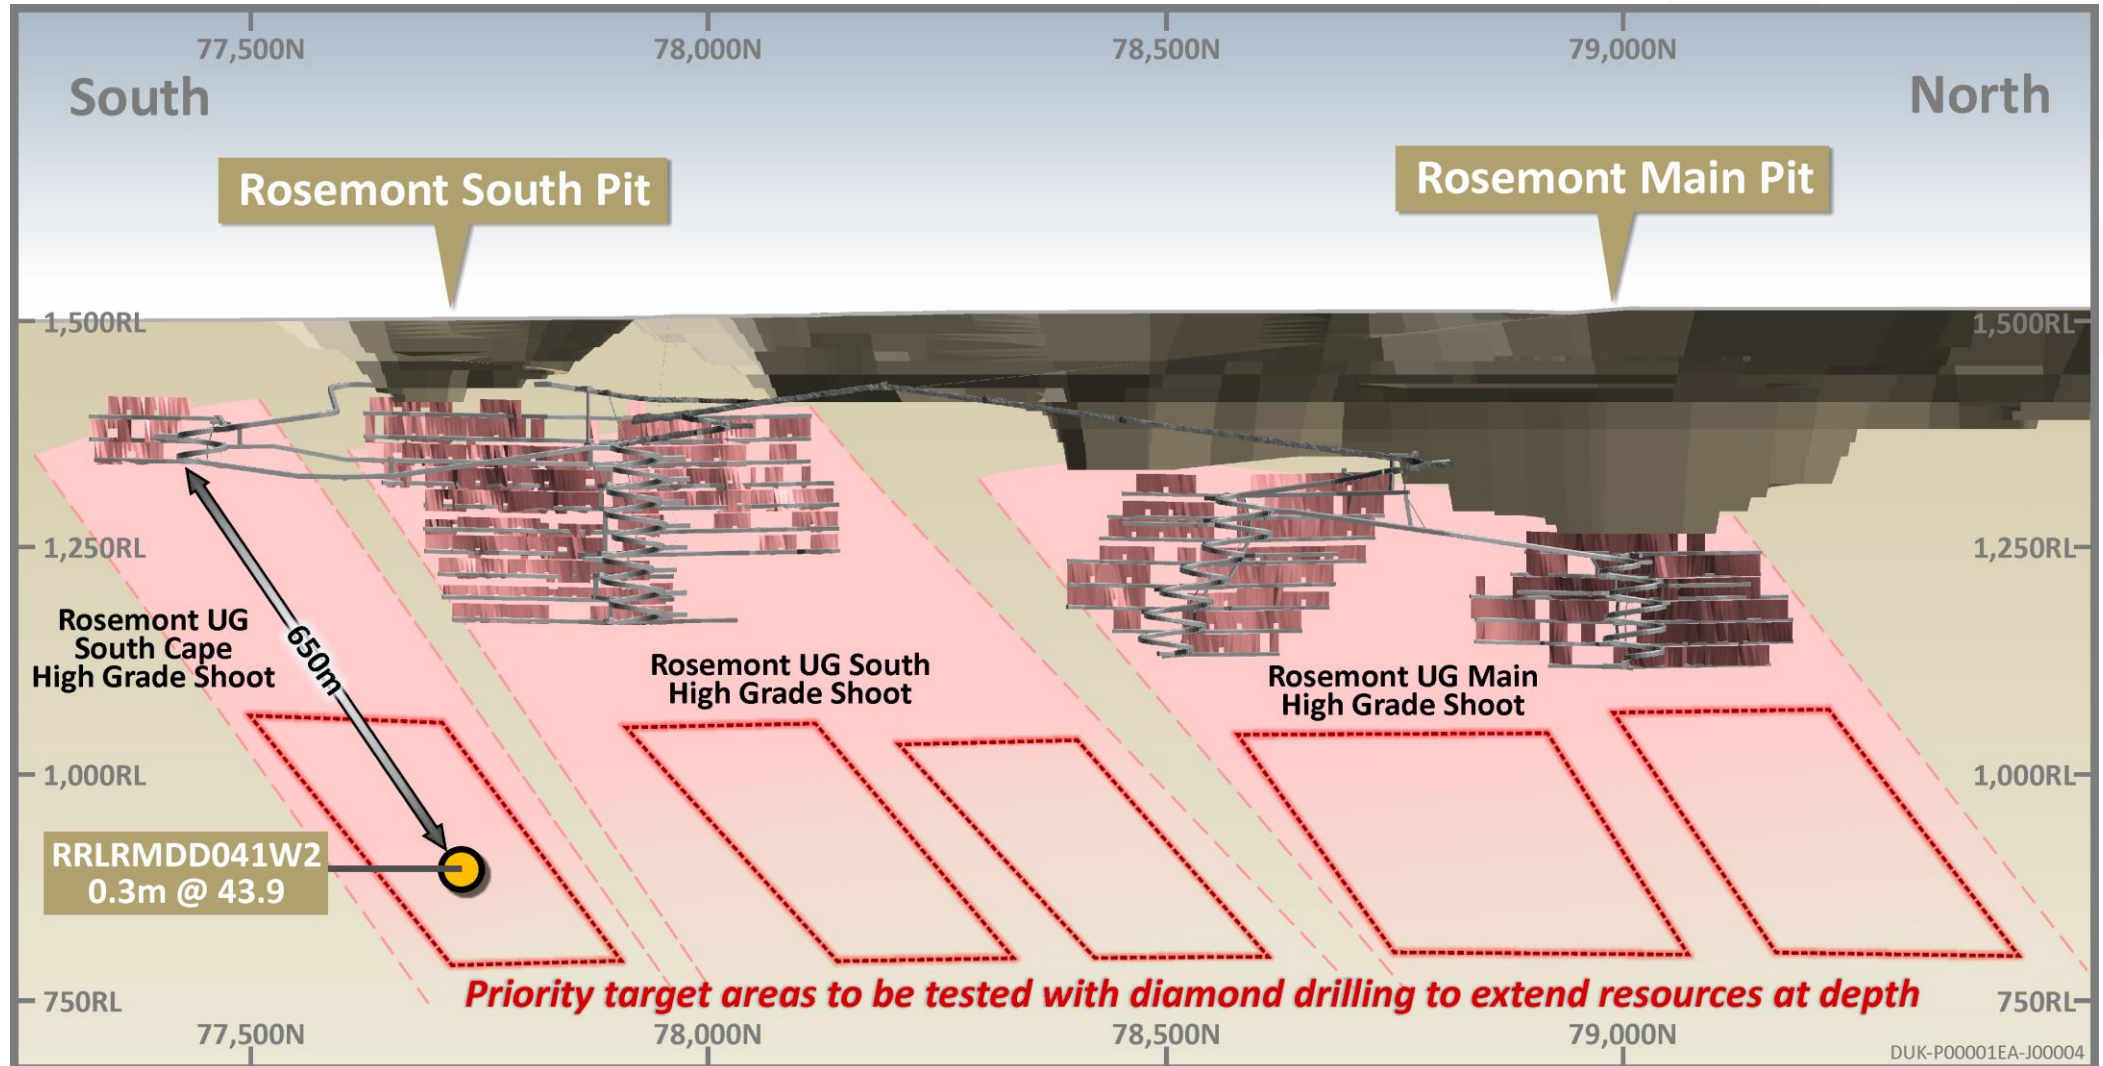 77,500N
78,000N
78,500N
79,000N
South
North
Rosemont South Pit
Rosemont Main Pit
1,500RL
1,500RL
1,250RL
1,250RL
Rosemont UG
South Cape
High Grade Shoot
650m
Rosemont UG South
High Grade Shoot
Rosemont UG Main
High Grade Shoot
1,000RL
1,000RL
RRLRMDD041W2
0.3m @ 43.9
750RL
Priority target areas to be tested with diamond drilling to extend resources at depth
750RL
77,500N
78,000N
78,500N
79,000N
DUK-P00001EA-J00004